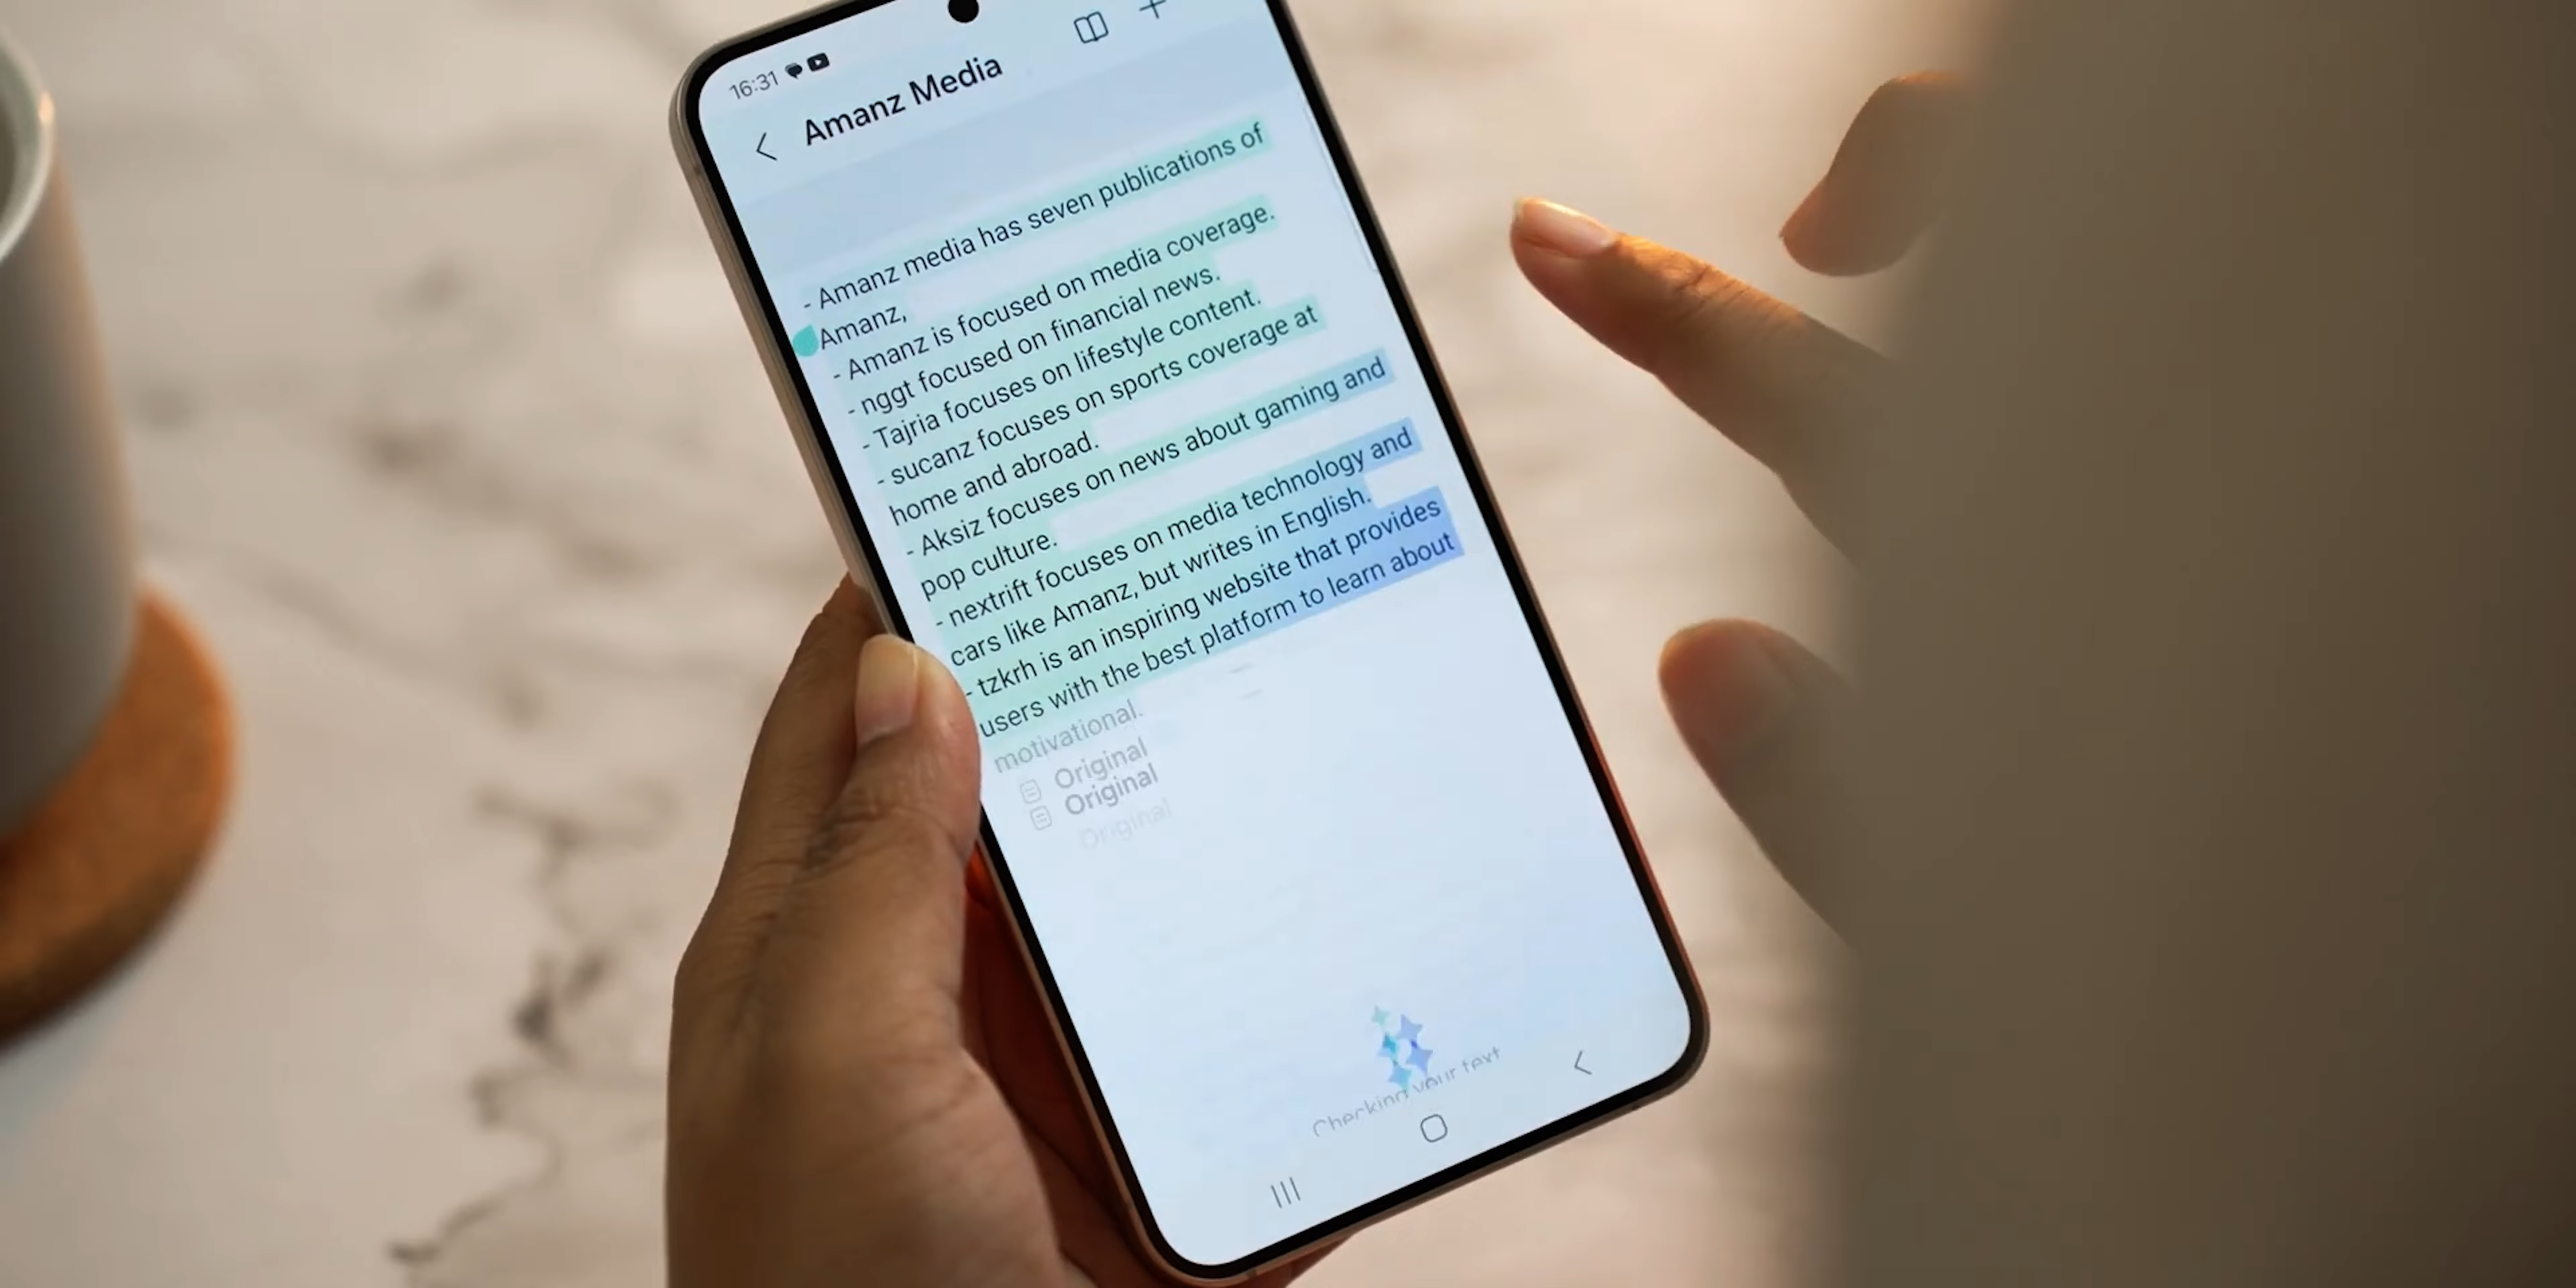 16:31
Amanz Media
- Amanz media has seven publications of
Amanz,
- Amanz is focused on media coverage.
- nggt focused on financial news.
- Tajria focuses on lifestyle content.
- sucanz focuses on sports coverage at
home and abroad.
- Aksiz focuses on news about gaming and
pop culture.
- nextrift focuses on media technology and
cars like Amanz, but writes in English.
- tzkrh is an inspiring website that provides
users with the best platform to learn about
motivational.
Original
Original
Original
Checking your text